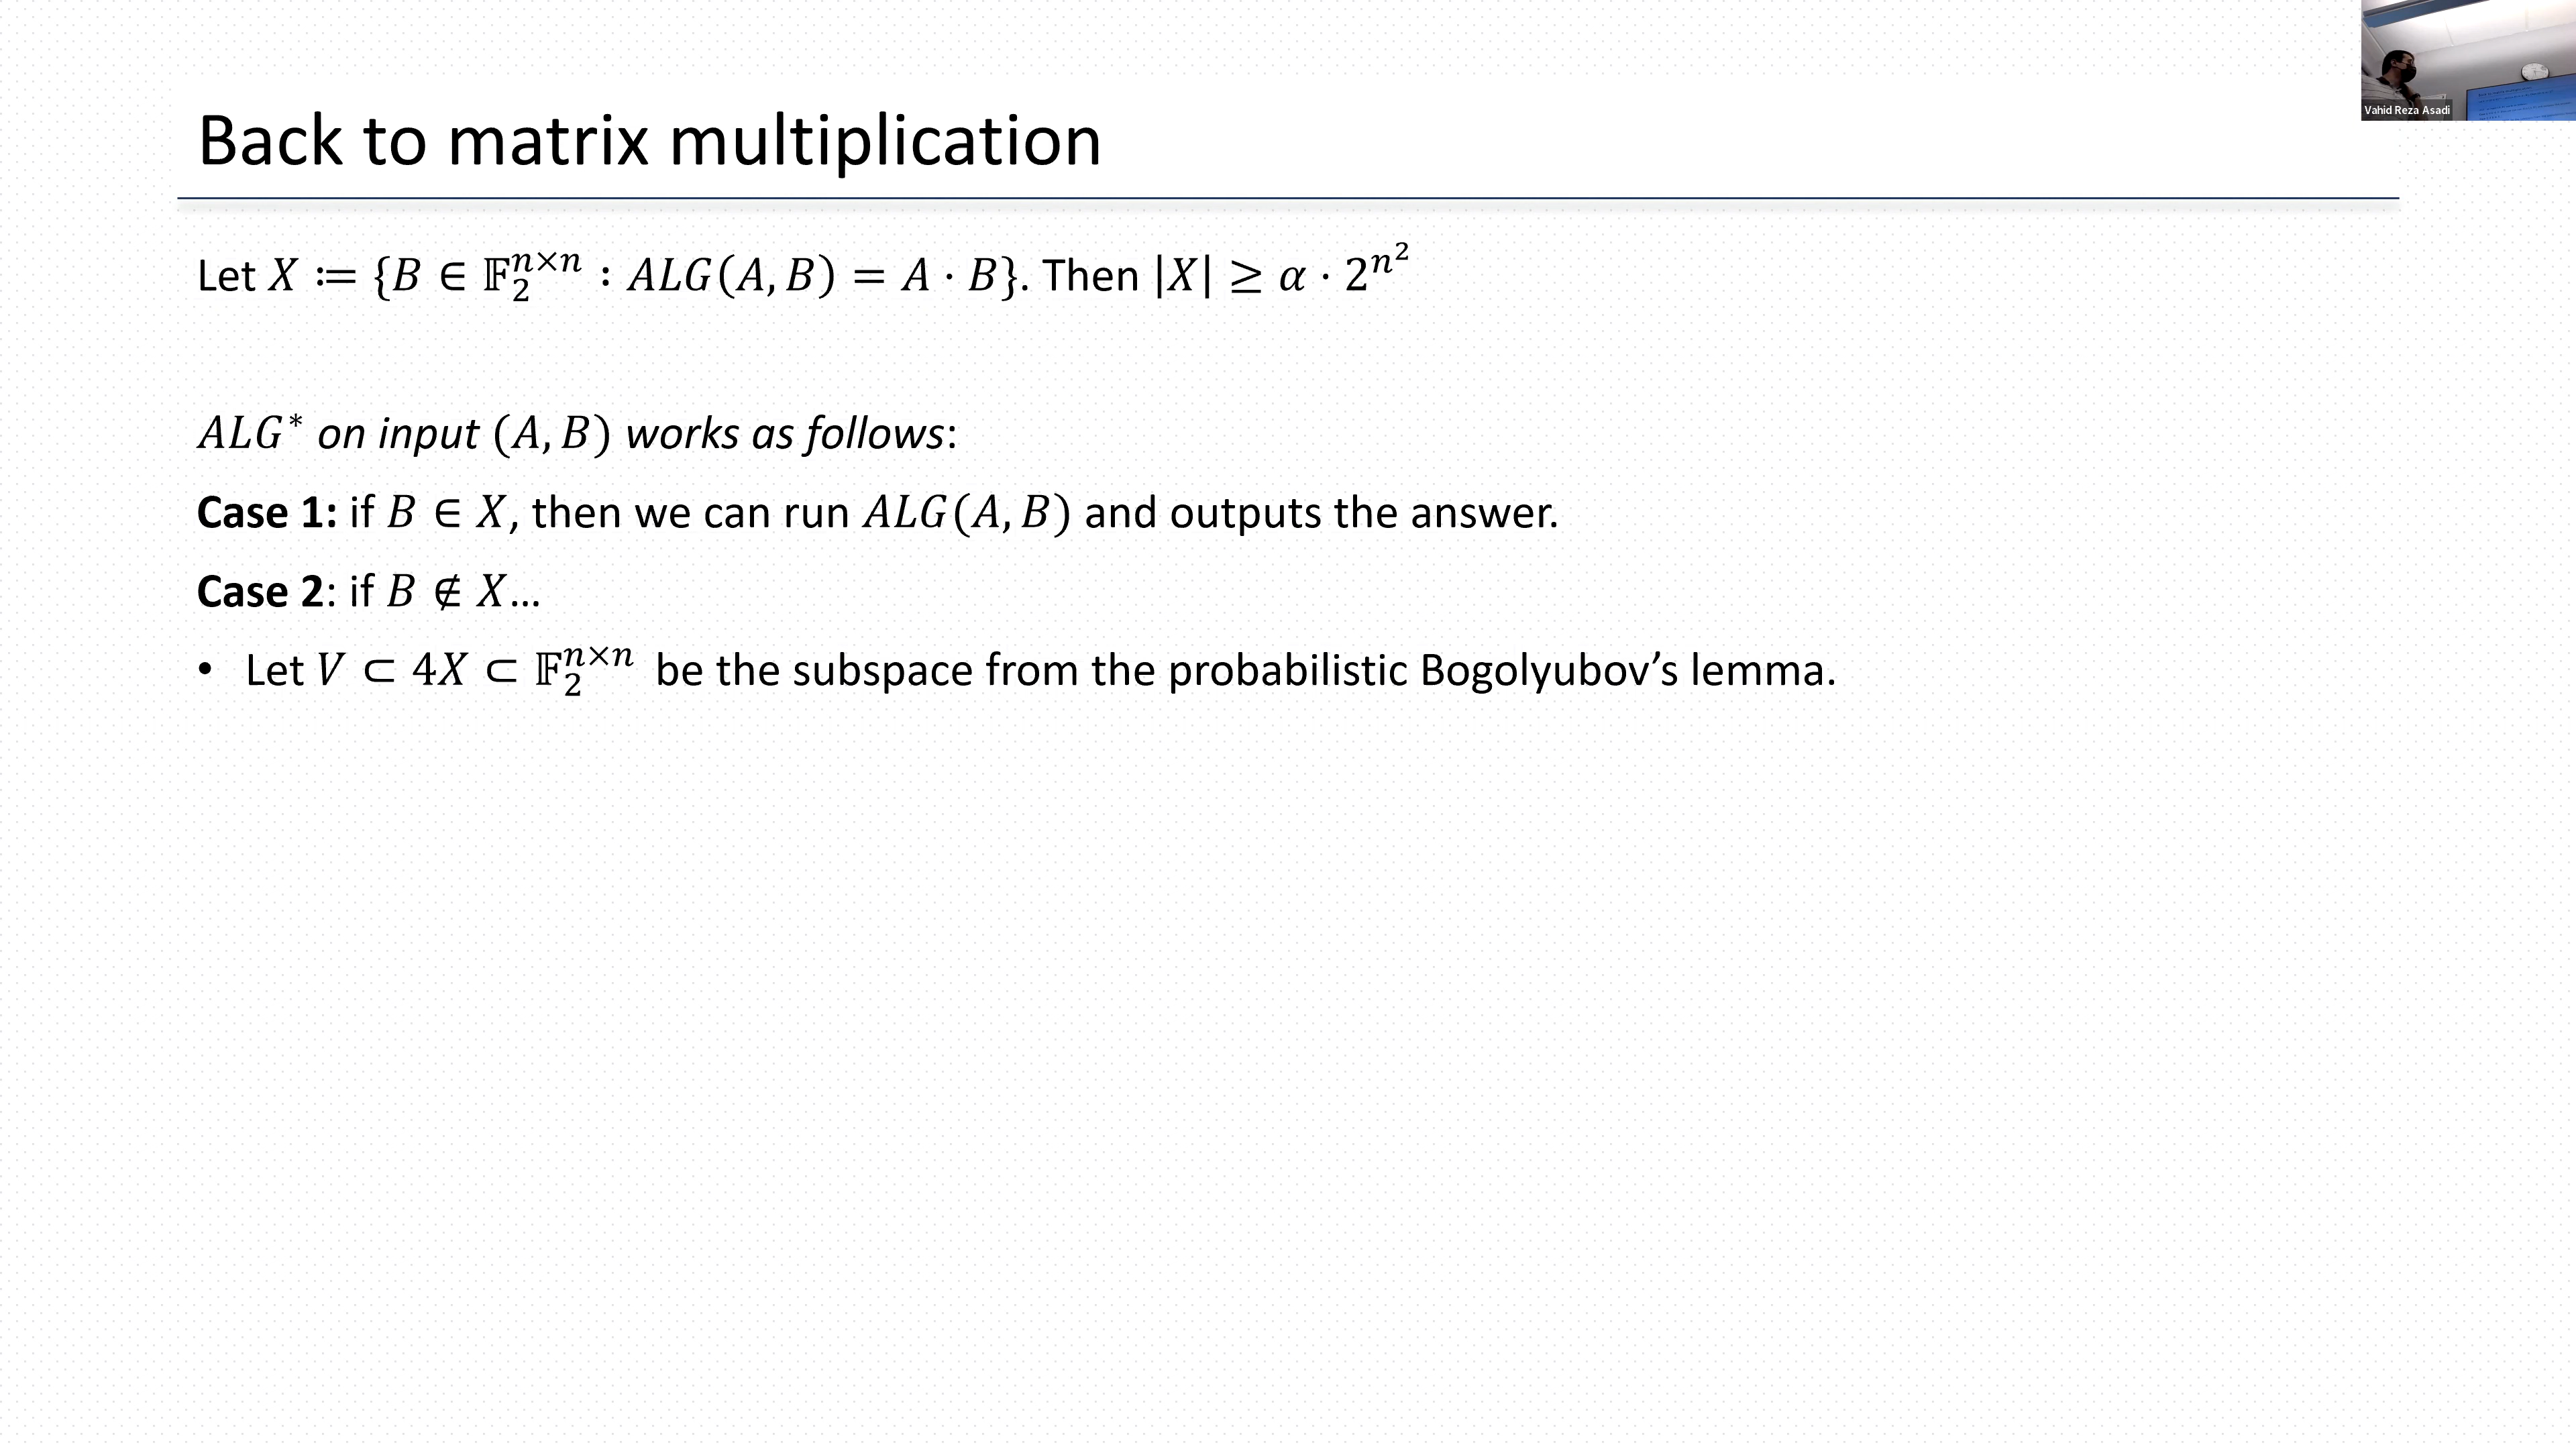 Vahid Reza Asadi
Back to matrix multiplication
Let 𝑋 ≔ {𝐵 ∈ 𝔽₂ⁿˣⁿ : 𝐴𝐿𝐺(𝐴, 𝐵) = 𝐴 · 𝐵}. Then |𝑋| ≥ 𝛼 · 2^{𝑛²}
𝐴𝐿𝐺* on input (𝐴, 𝐵) works as follows:
Case 1: if 𝐵 ∈ 𝑋, then we can run 𝐴𝐿𝐺(𝐴, 𝐵) and outputs the answer.
Case 2: if 𝐵 ∉ 𝑋…
• Let 𝑉 ⊂ 4𝑋 ⊂ 𝔽₂ⁿˣⁿ be the subspace from the probabilistic Bogolyubov’s lemma.